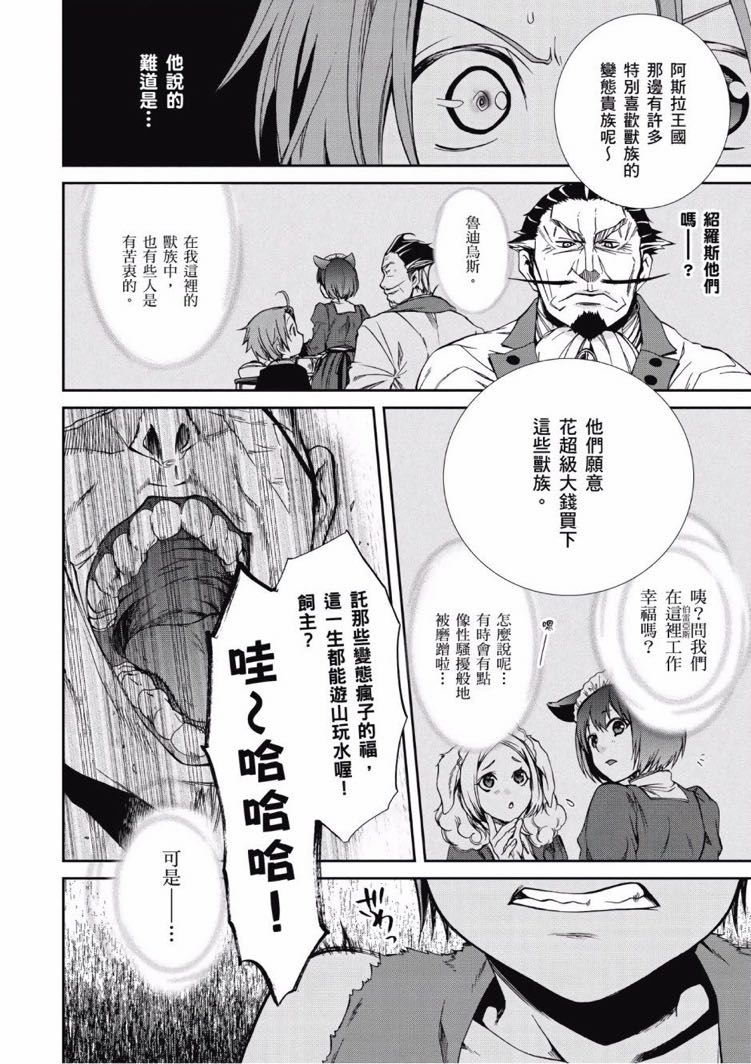 阿斯拉王國
那邊有許多
特別喜歡獸族的
變態貴族呢～
他說的
難道是…
紹羅斯他們
嗎——？
魯迪烏斯。
在我這裡的
獸族中，
也有些人是
有苦衷的。
他們願意
花超級大錢買下
這些獸族。
咦？問我們
在這裡工作
伯雷亞斯
幸福嗎？
嗯
怎麼說呢…
有時會有點
像性騷擾般地
被磨蹭啦…
託那些變態瘋子的福，
這一生都能遊山玩水喔！
飼主？
哇～哈哈哈哈！
可是——…
ざわっ